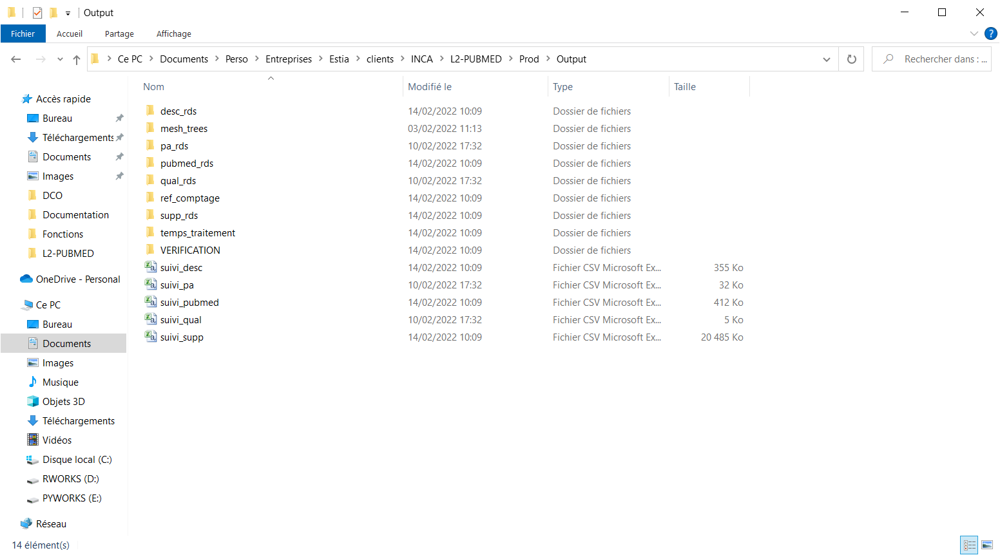 Output
Fichier Accueil Partage Affichage
Ce PC Documents Perso Entreprises Estia clients INCA L2-PUBMED Prod Output Rechercher dans : ...
Nom Modifié le Type Taille
Accès rapide
Bureau
Téléchargements
Documents
Images
DCO
Documentation
Fonctions
L2-PUBMED
OneDrive - Personal
Ce PC
Bureau
Documents
Images
Musique
Objets 3D
Téléchargements
Vidéos
Disque local (C:)
RWORKS (D:)
PYWORKS (E:)
Réseau
desc_rds 14/02/2022 10:09 Dossier de fichiers
mesh_trees 03/02/2022 11:13 Dossier de fichiers
pa_rds 10/02/2022 17:32 Dossier de fichiers
pubmed_rds 14/02/2022 10:09 Dossier de fichiers
qual_rds 10/02/2022 17:32 Dossier de fichiers
ref_comptage 14/02/2022 10:09 Dossier de fichiers
supp_rds 14/02/2022 10:09 Dossier de fichiers
temps_traitement 14/02/2022 10:09 Dossier de fichiers
VERIFICATION 14/02/2022 10:09 Dossier de fichiers
suivi_desc 14/02/2022 10:09 Fichier CSV Microsoft Ex... 355 Ko
suivi_pa 10/02/2022 17:32 Fichier CSV Microsoft Ex... 32 Ko
suivi_pubmed 14/02/2022 10:09 Fichier CSV Microsoft Ex... 412 Ko
suivi_qual 10/02/2022 17:32 Fichier CSV Microsoft Ex... 5 Ko
suivi_supp 14/02/2022 10:09 Fichier CSV Microsoft Ex... 20 485 Ko
14 élément(s)